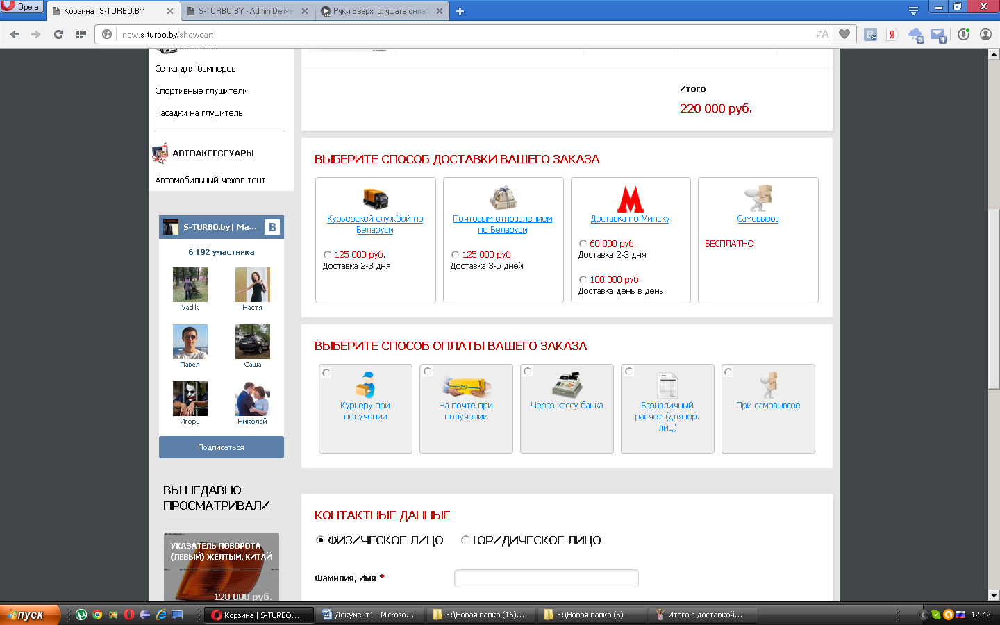 Opera
Корзина | S-TURBO.BY
S-TURBO.BY - Admin Deliver
Руки Вверх! слушать онлай
new.s-turbo.by/showcart
Сетка для бамперов
Спортивные глушители
Насадки на глушитель
АВТОАКСЕССУАРЫ
Автомобильный чехол-тент
S-TURBO.by | Ма...
В
6 192 участника
Vadik
Настя
Павел
Саша
Игорь
Николай
Подписаться
ВЫ НЕДАВНО
ПРОСМАТРИВАЛИ
УКАЗАТЕЛЬ ПОВОРОТА
(ЛЕВЫЙ) ЖЕЛТЫЙ, КИТАЙ
120 000 руб.
Итого
220 000 руб.
ВЫБЕРИТЕ СПОСОБ ДОСТАВКИ ВАШЕГО ЗАКАЗА
Курьерской службой по
Беларуси
125 000 руб.
Доставка 2-3 дня
Почтовым отправлением
по Беларуси
125 000 руб.
Доставка 3-5 дней
Доставка по Минску
60 000 руб.
Доставка 2-3 дня
100 000 руб.
Доставка день в день
Самовывоз
БЕСПЛАТНО
ВЫБЕРИТЕ СПОСОБ ОПЛАТЫ ВАШЕГО ЗАКАЗА
Курьеру при
получении
На почте при
получении
Через кассу банка
Безналичный
расчет (для юр.
лиц)
При самовывозе
КОНТАКТНЫЕ ДАННЫЕ
ФИЗИЧЕСКОЕ ЛИЦО
ЮРИДИЧЕСКОЕ ЛИЦО
Фамилия, Имя *
пуск
Корзина | S-TURBO....
Документ1 - Microso...
E:\Новая папка (16)...
E:\Новая папка (5)
Итого с доставкой....
12:42